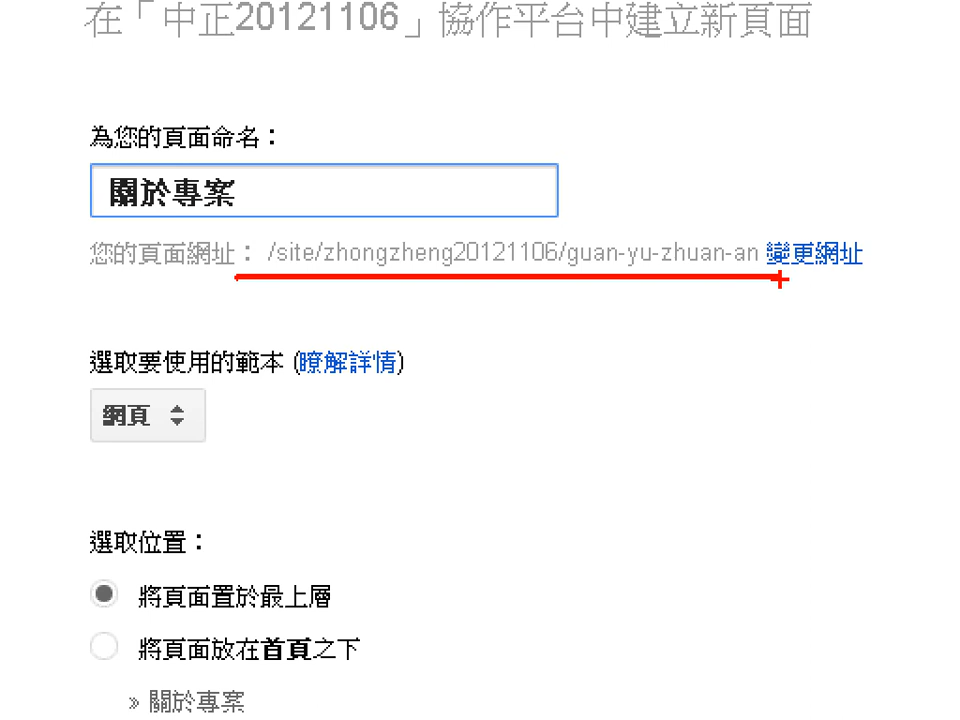 在「中正20121106」協作平台中建立新頁面
為您的頁面命名：
關於專案
您的頁面網址： /site/zhongzheng20121106/guan-yu-zhuan-an 變更網址
選取要使用的範本 (瞭解詳情)
網頁
選取位置：
將頁面置於最上層
將頁面放在首頁之下
» 關於專案